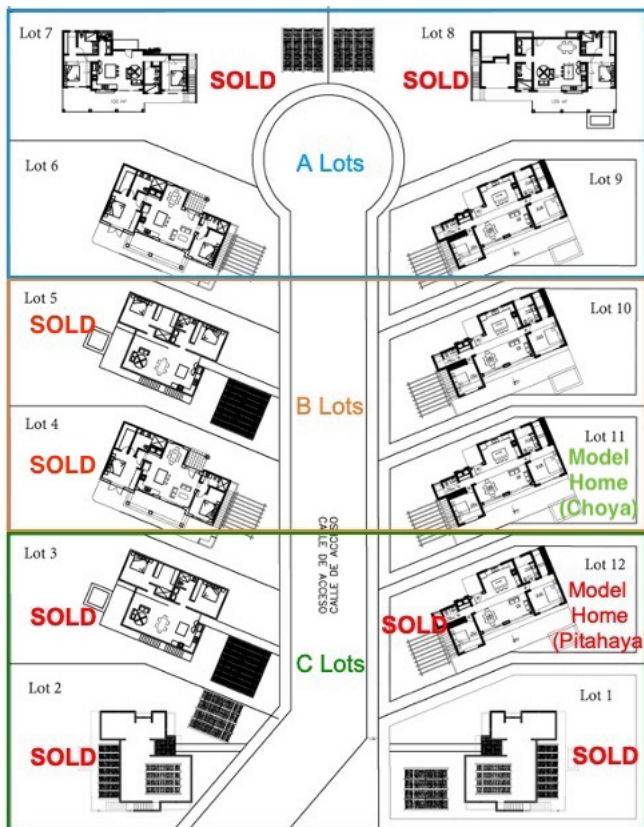 Lot 7
Lot 8
SOLD
SOLD
A Lots
Lot 6
Lot 9
Lot 5
SOLD
Lot 10
B Lots
Lot 4
SOLD
Lot 11
Model
Home
(Choya)
CALLE DE ACCESO
CALLE DE ACCOSO
Lot 3
SOLD
Lot 12
Model
Home
(Pitahaya
SOLD
C Lots
Lot 2
SOLD
Lot 1
SOLD